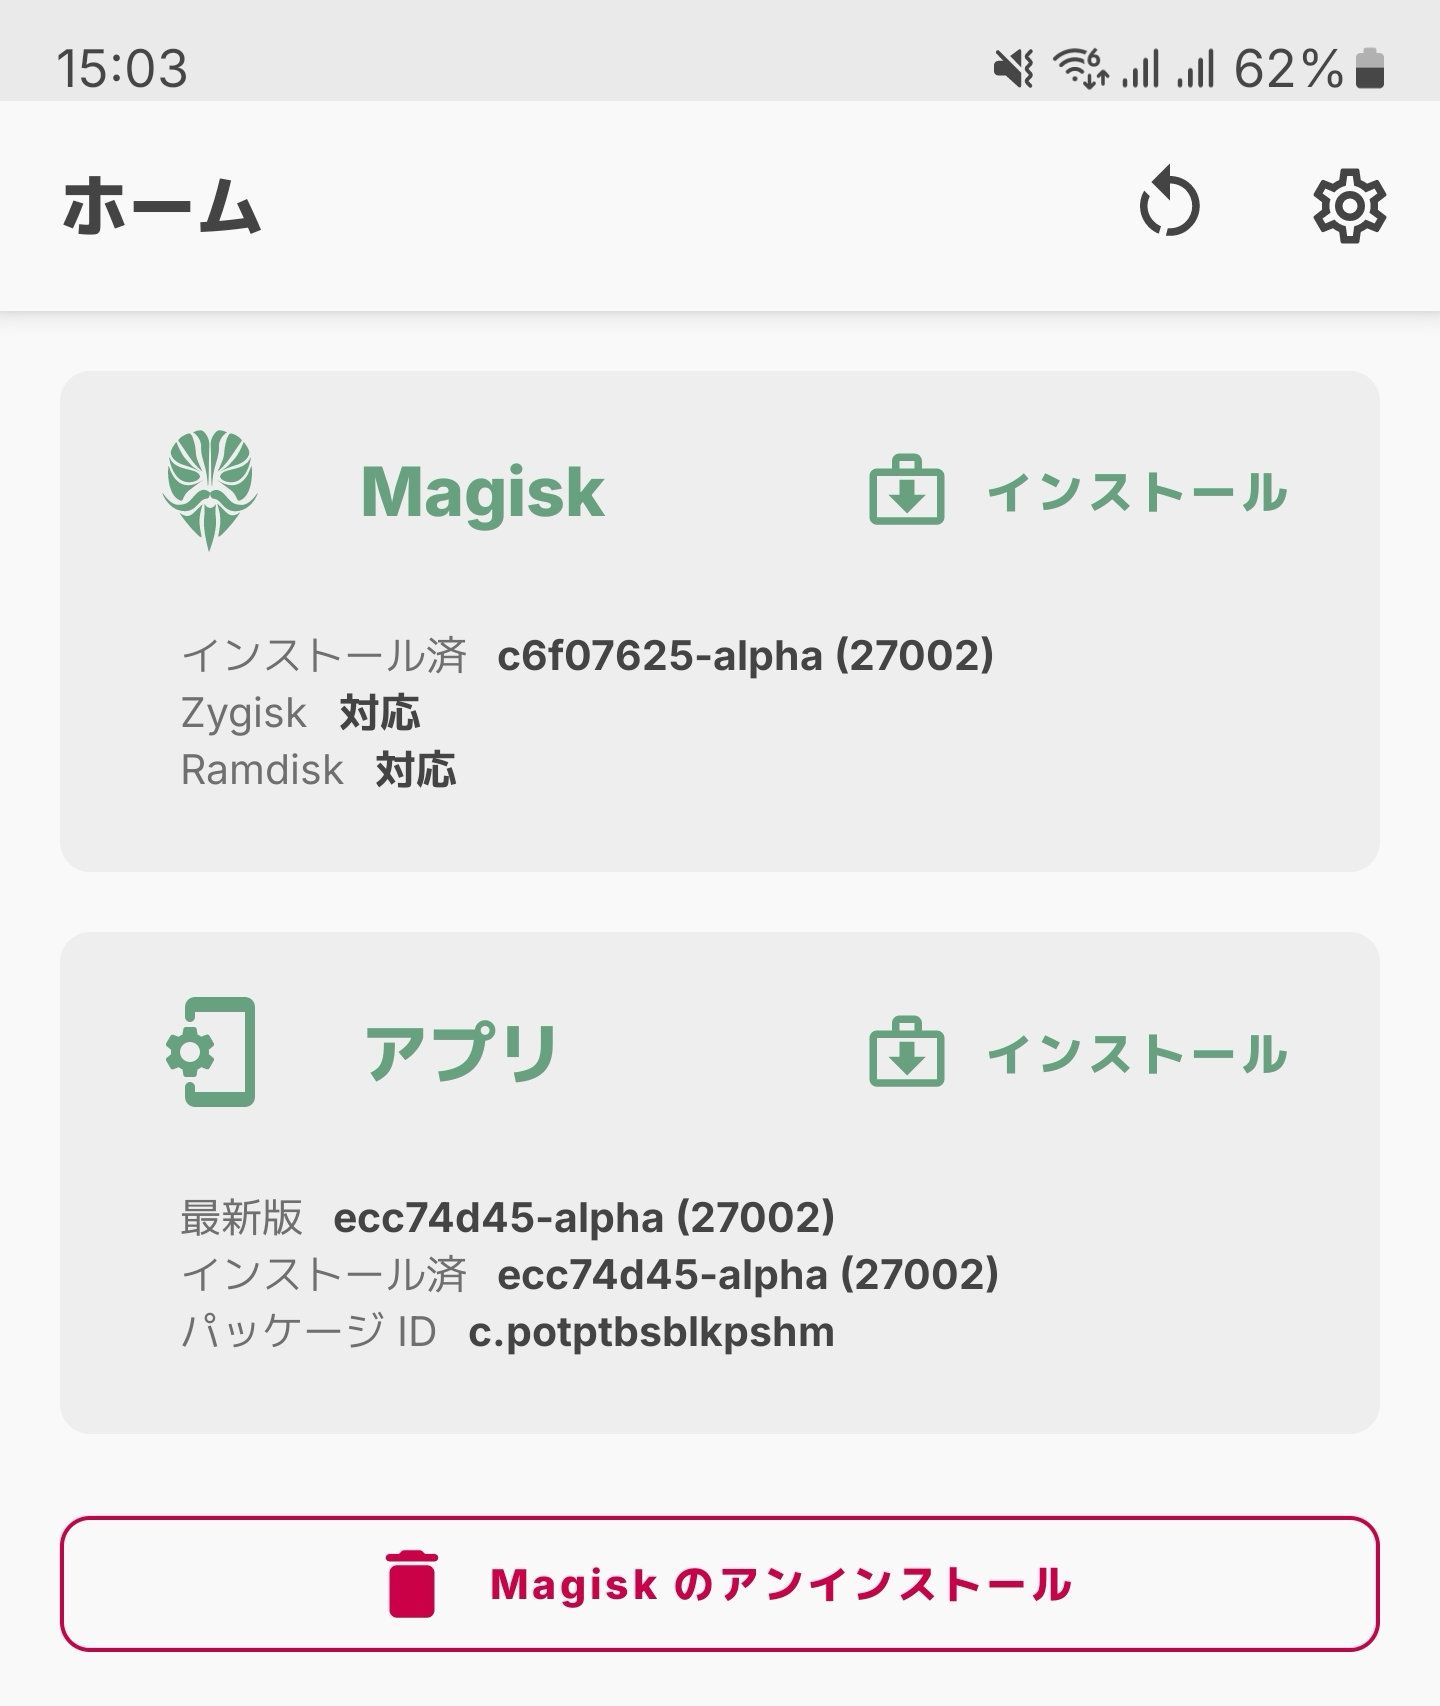 15:03 62%
ホーム
Magisk インストール
インストール済 c6f07625-alpha (27002)
Zygisk 対応
Ramdisk 対応
アプリ インストール
最新版 ecc74d45-alpha (27002)
インストール済 ecc74d45-alpha (27002)
パッケージ ID c.potptbsblkpshm
Magisk のアンインストール